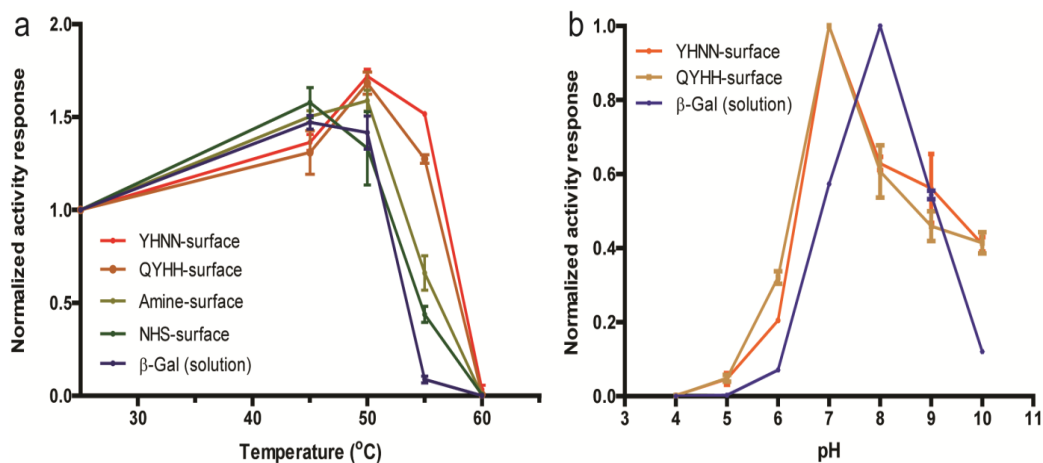 a
Normalized activity response
2.0
1.5
1.0
0.5
0.0
YHNN-surface
QYHH-surface
Amine-surface
NHS-surface
β-Gal (solution)
30 40 50 60
Temperature (°C)
b
Normalized activity response
1.0
0.8
0.6
0.4
0.2
0.0
YHNN-surface
QYHH-surface
β-Gal (solution)
3 4 5 6 7 8 9 10 11
pH